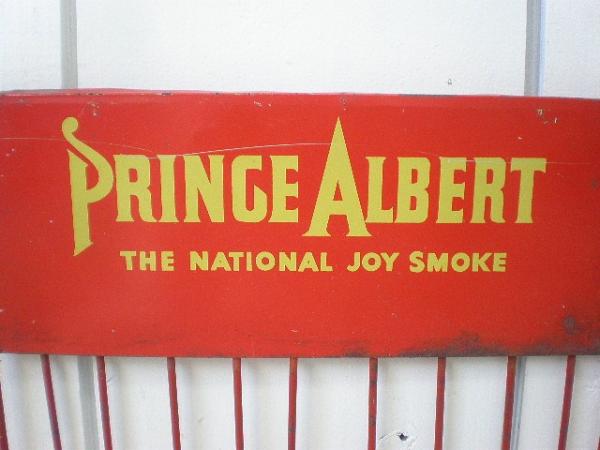 PRINCE ALBERT
THE NATIONAL JOY SMOKE